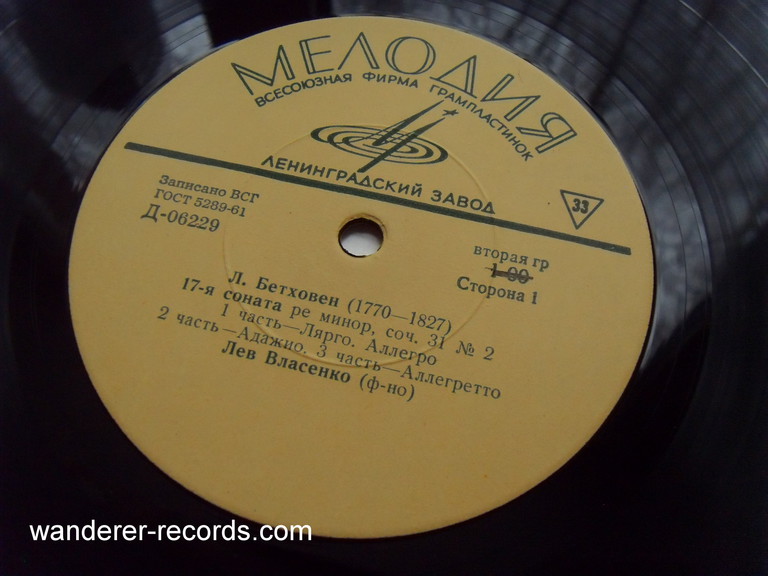 МЕЛОДИЯ
ВСЕСОЮЗНАЯ ФИРМА ГРАМПЛАСТИНОК
ЛЕНИНГРАДСКИЙ ЗАВОД
33
Записано ВСГ
ГОСТ 5289-61
Д-06229
вторая гр
1-00
Сторона 1
Л. Бетховен (1770—1827)
17-я соната ре минор, соч. 31 № 2
1 часть—Лярго. Аллегро
2 часть—Адажио. 3 часть—Аллегретто
Лев Власенко (ф-но)
wanderer-records.com